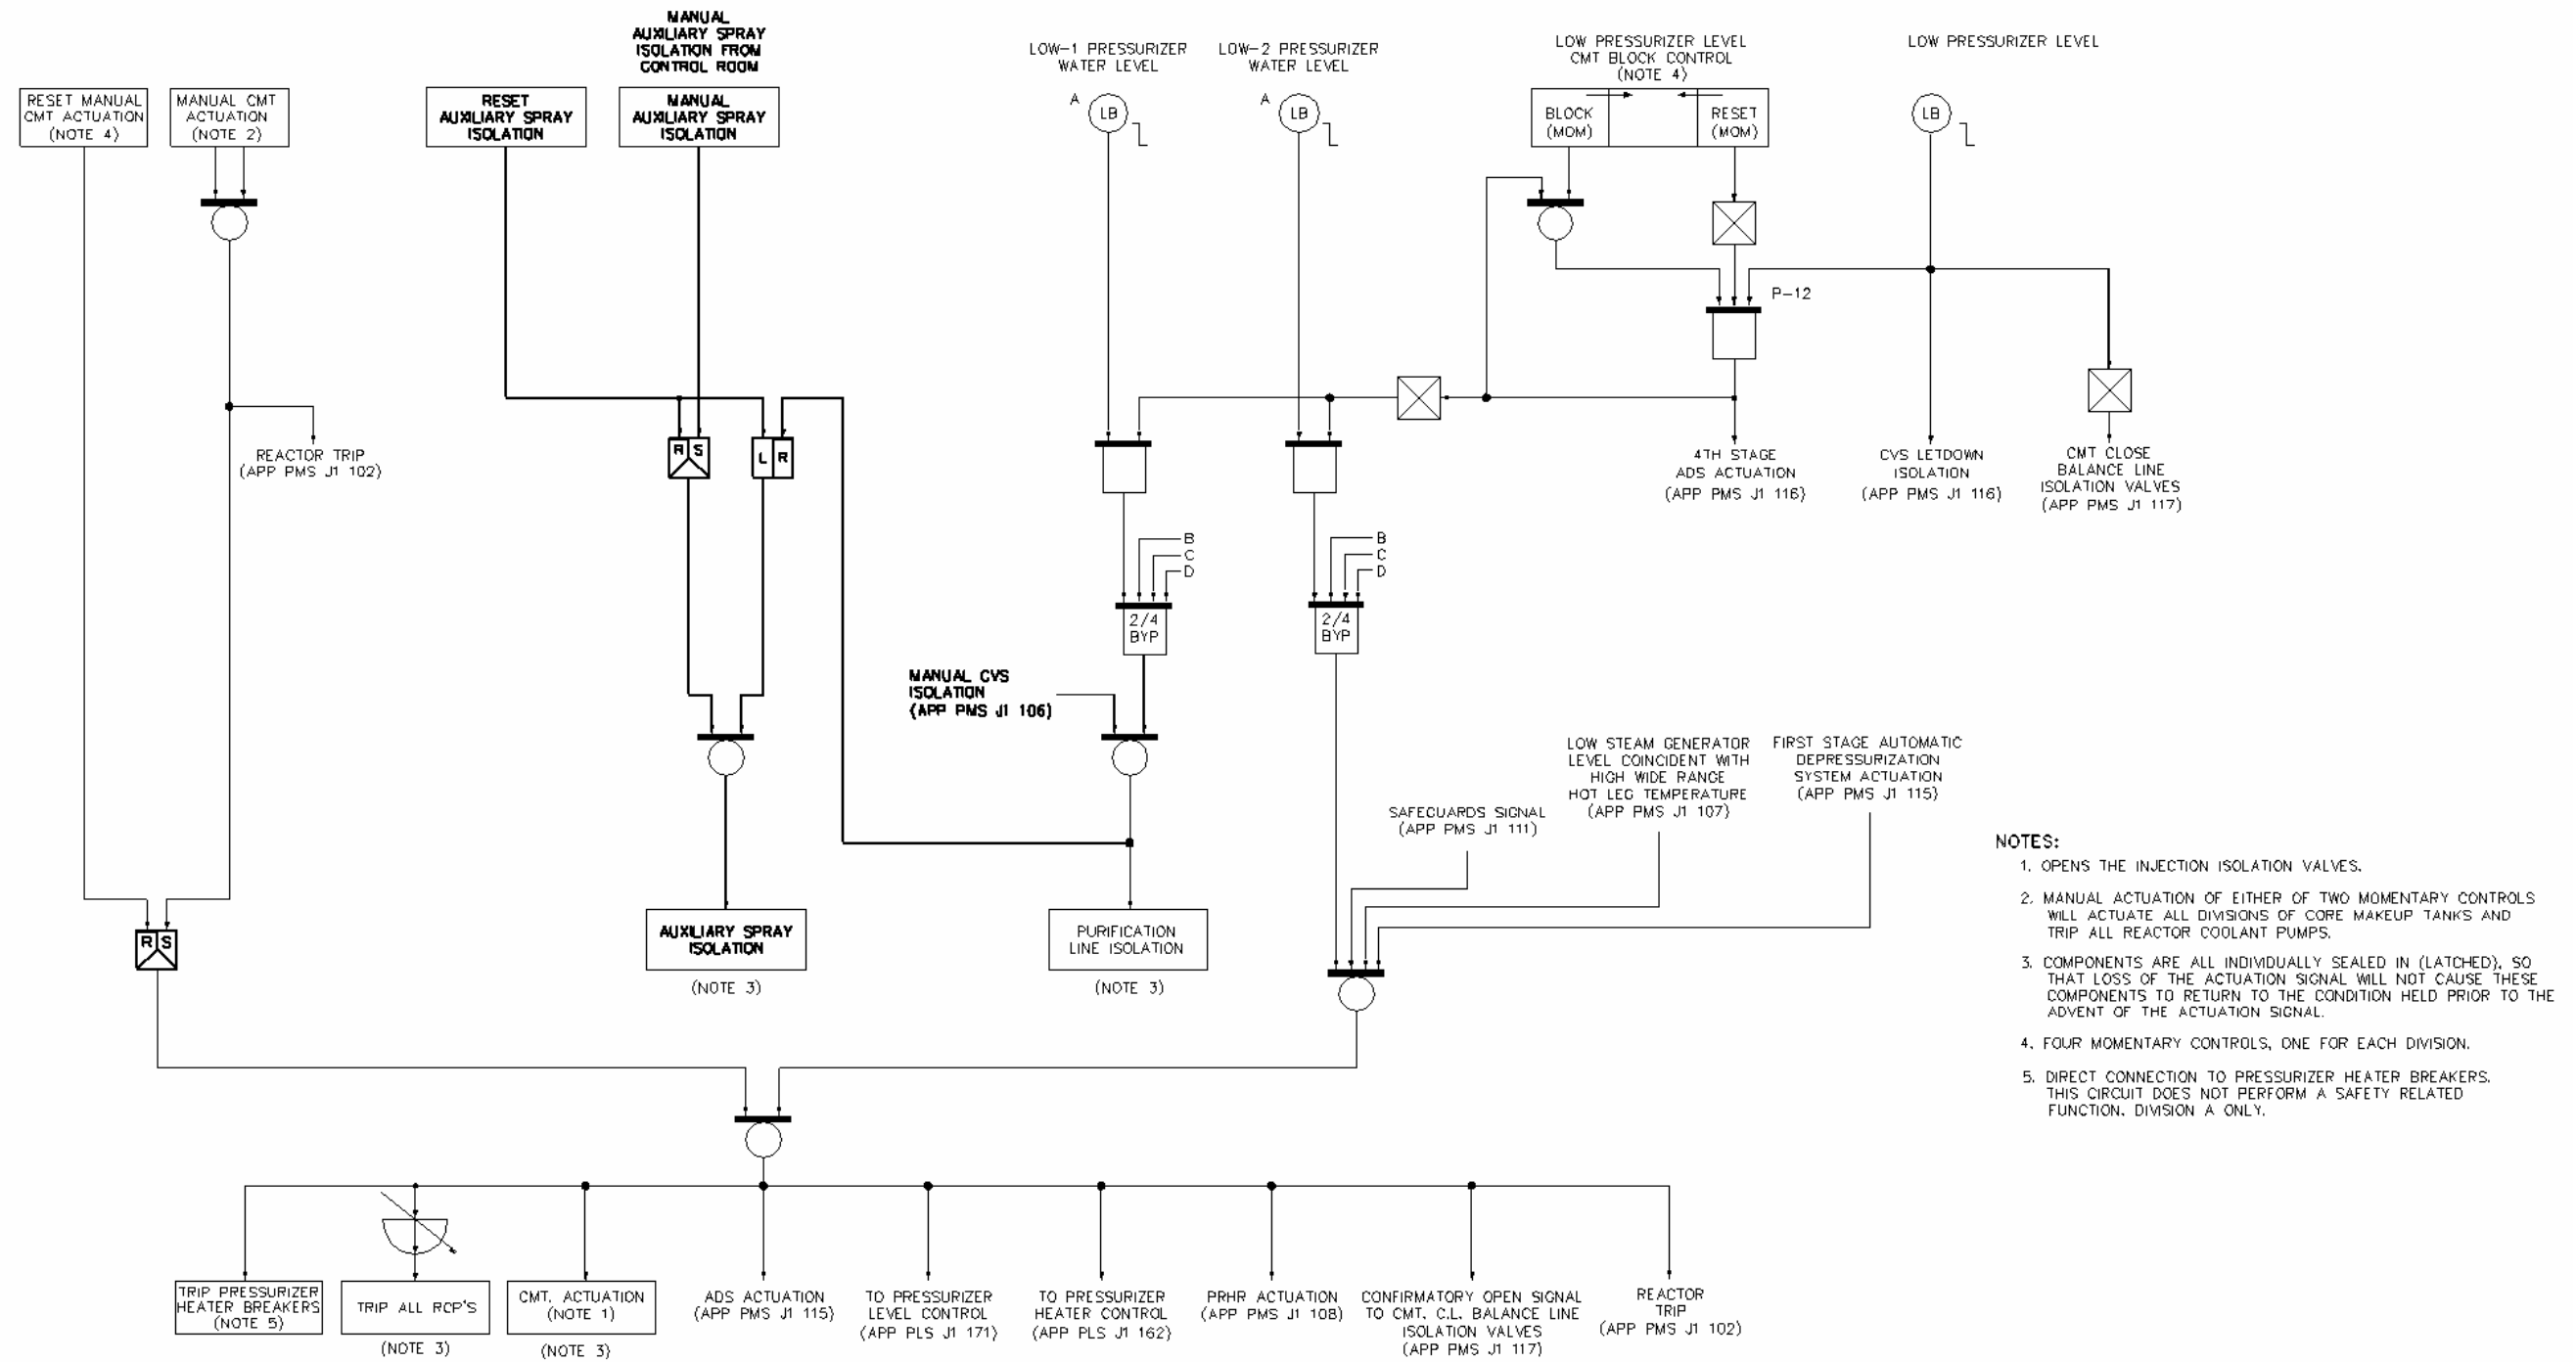 MANUAL
AUXILIARY SPRAY
ISOLATION FROM
CONTROL ROOM
LOW-1 PRESSURIZER
WATER LEVEL
LOW-2 PRESSURIZER
WATER LEVEL
LOW PRESSURIZER LEVEL
CMT BLOCK CONTROL
(NOTE 4)
LOW PRESSURIZER LEVEL
RESET MANUAL
CMT ACTUATION
(NOTE 4)
MANUAL CMT
ACTUATION
(NOTE 2)
RESET
AUXILIARY SPRAY
ISOLATION
MANUAL
AUXILIARY SPRAY
ISOLATION
A
LB
A
LB
BLOCK
(MOM)
RESET
(MOM)
LB
P-12
REACTOR TRIP
(APP PMS J1 102)
R S
L R
4TH STAGE
ADS ACTUATION
(APP PMS J1 116)
CVS LETDOWN
ISOLATION
(APP PMS J1 116)
CMT CLOSE
BALANCE LINE
ISOLATION VALVES
(APP PMS J1 117)
B
C
D
B
C
D
2/4
BYP
2/4
BYP
MANUAL CVS
ISOLATION
(APP PMS J1 106)
SAFEGUARDS SIGNAL
(APP PMS J1 111)
LOW STEAM GENERATOR
LEVEL COINCIDENT WITH
HIGH WIDE RANGE
HOT LEG TEMPERATURE
(APP PMS J1 107)
FIRST STAGE AUTOMATIC
DEPRESSURIZATION
SYSTEM ACTUATION
(APP PMS J1 115)
R S
AUXILIARY SPRAY
ISOLATION
(NOTE 3)
PURIFICATION
LINE ISOLATION
(NOTE 3)
NOTES:
1. OPENS THE INJECTION ISOLATION VALVES.
2. MANUAL ACTUATION OF EITHER OF TWO MOMENTARY CONTROLS
WILL ACTUATE ALL DIVISIONS OF CORE MAKEUP TANKS AND
TRIP ALL REACTOR COOLANT PUMPS.
3. COMPONENTS ARE ALL INDIVIDUALLY SEALED IN (LATCHED), SO
THAT LOSS OF THE ACTUATION SIGNAL WILL NOT CAUSE THESE
COMPONENTS TO RETURN TO THE CONDITION HELD PRIOR TO THE
ADVENT OF THE ACTUATION SIGNAL.
4. FOUR MOMENTARY CONTROLS, ONE FOR EACH DIVISION.
5. DIRECT CONNECTION TO PRESSURIZER HEATER BREAKERS.
THIS CIRCUIT DOES NOT PERFORM A SAFETY RELATED
FUNCTION. DIVISION A ONLY.
TRIP PRESSURIZER
HEATER BREAKERS
(NOTE 5)
TRIP ALL RCP'S
(NOTE 3)
CMT. ACTUATION
(NOTE 1)
(NOTE 3)
ADS ACTUATION
(APP PMS J1 115)
TO PRESSURIZER
LEVEL CONTROL
(APP PLS J1 171)
TO PRESSURIZER
HEATER CONTROL
(APP PLS J1 162)
PRHR ACTUATION
(APP PMS J1 108)
CONFIRMATORY OPEN SIGNAL
TO CMT. C.L. BALANCE LINE
ISOLATION VALVES
(APP PMS J1 117)
REACTOR
TRIP
(APP PMS J1 102)